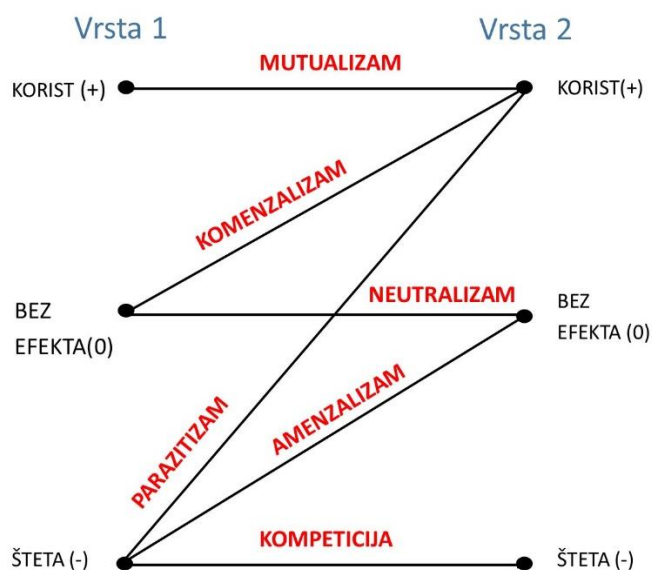 Vrsta 1
Vrsta 2
MUTUALIZAM
KORIST (+)
KORIST(+)
KOMENZALIZAM
NEUTRALIZAM
BEZ
EFEKTA(0)
BEZ
EFEKTA (0)
PARAZITIZAM
AMENZALIZAM
KOMPETICIJA
ŠTETA (-)
ŠTETA (-)